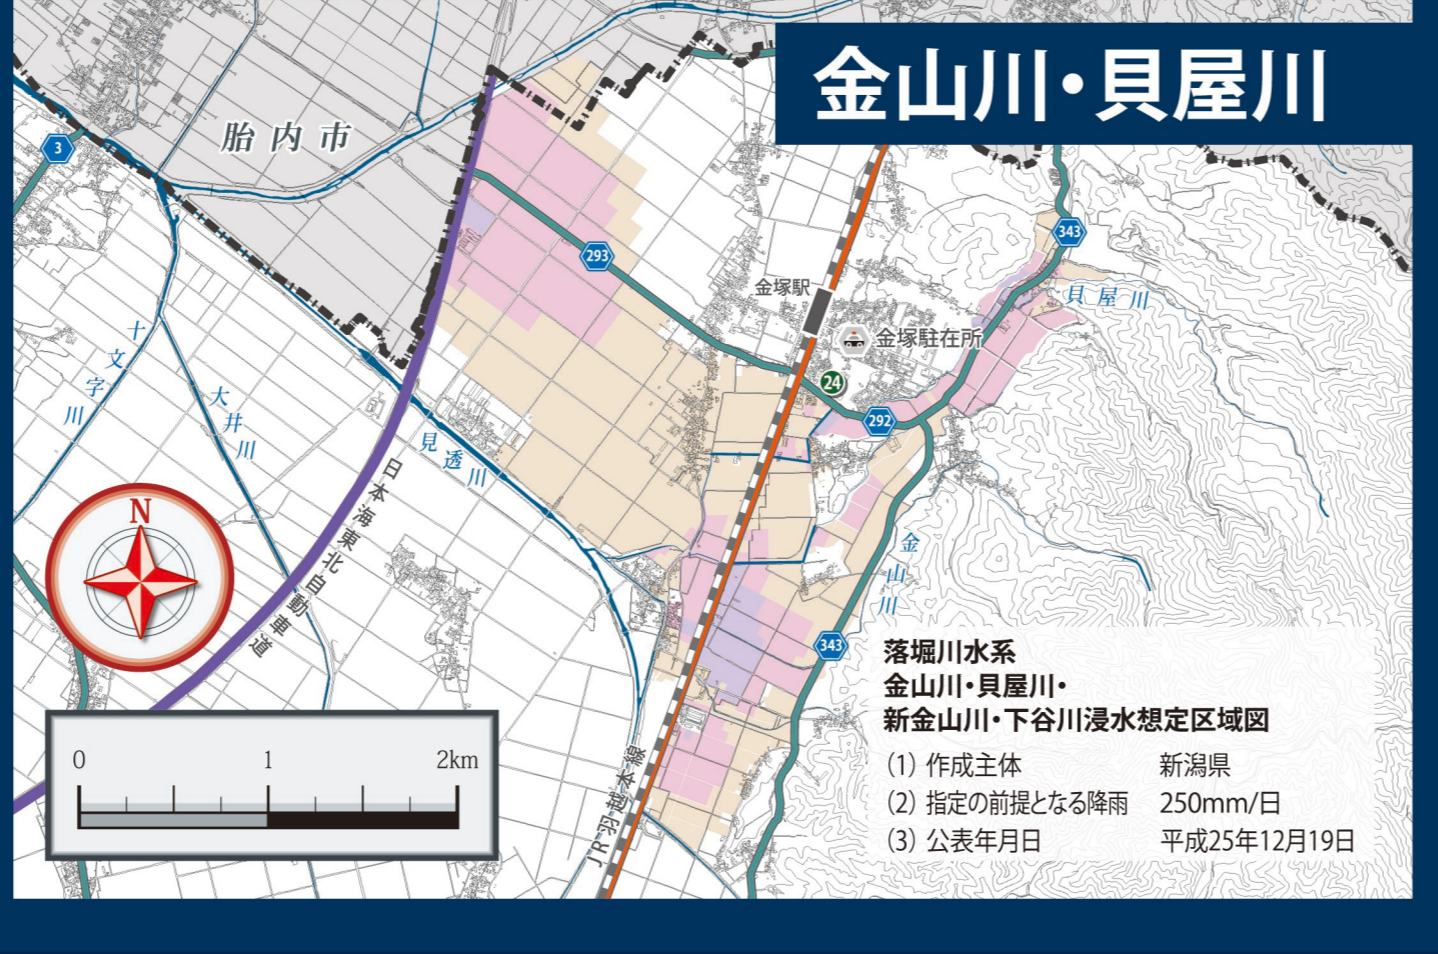 金山川・貝屋川
胎内市
3
343
293
金塚駅
貝屋川
金塚駐在所
十文字川
24
大井川
292
見透川
日本海東北自動車道
N
金山川
343
落堀川水系
金山川・貝屋川・
新金山川・下谷川浸水想定区域図
(1) 作成主体 新潟県
(2) 指定の前提となる降雨 250mm/日
(3) 公表年月日 平成25年12月19日
0 1 2km
JR羽越本線